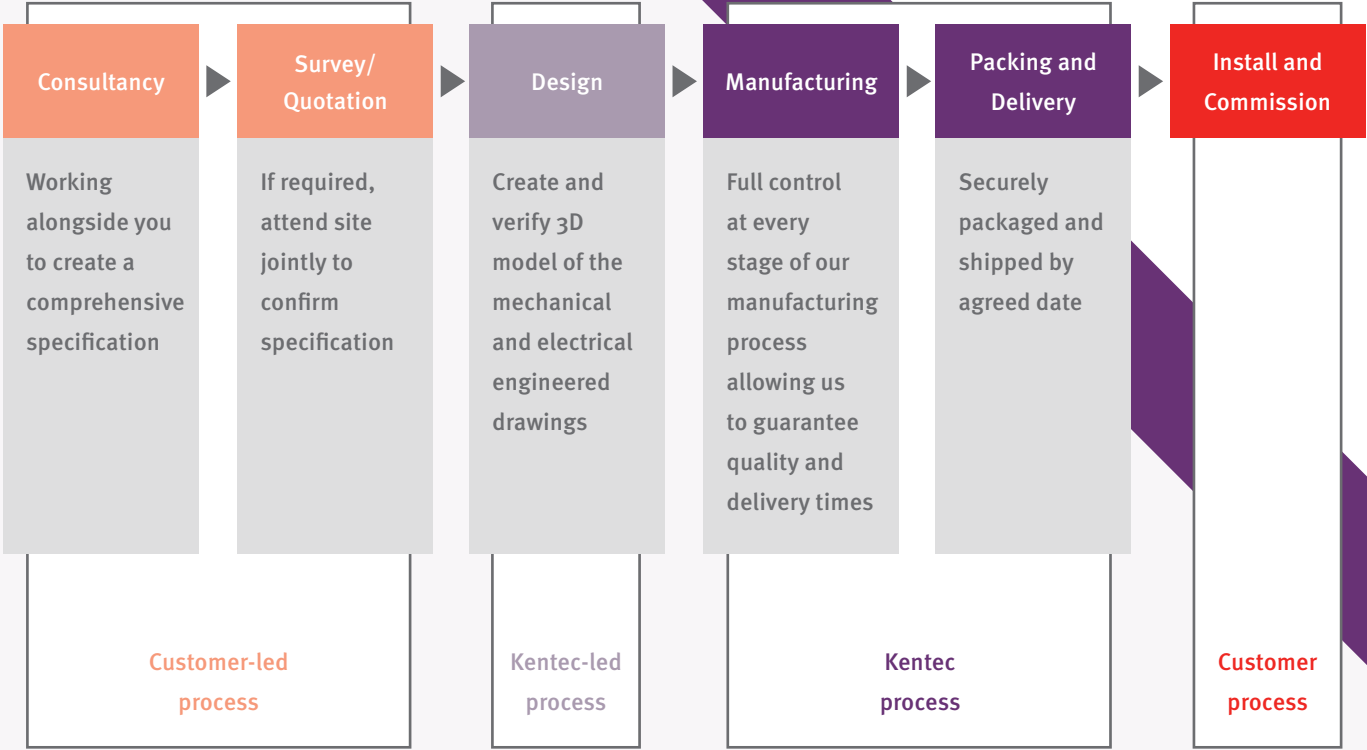 Consultancy
Survey/
Quotation
Design
Manufacturing
Packing and
Delivery
Install and
Commission
Working
alongside you
to create a
comprehensive
specification
If required,
attend site
jointly to
confirm
specification
Create and
verify 3D
model of the
mechanical
and electrical
engineered
drawings
Full control
at every
stage of our
manufacturing
process
allowing us
to guarantee
quality and
delivery times
Securely
packaged and
shipped by
agreed date
Customer-led
process
Kentec-led
process
Kentec
process
Customer
process